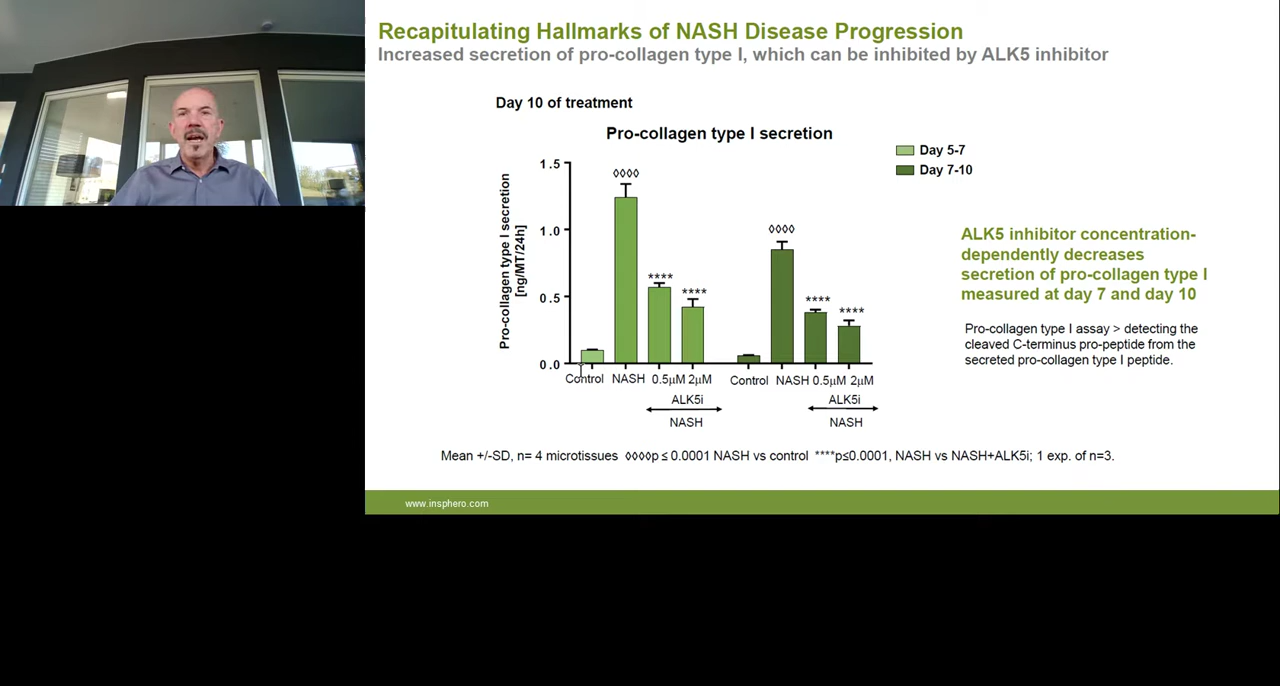 Recapitulating Hallmarks of NASH Disease Progression
Increased secretion of pro-collagen type I, which can be inhibited by ALK5 inhibitor
Day 10 of treatment
Pro-collagen type I secretion
Pro-collagen type I secretion
[ng/MT/24h]
1.5
1.0
0.5
0.0
◊◊◊◊
****
****
◊◊◊◊
****
****
Control NASH 0.5µM 2µM
ALK5i
NASH
Control NASH 0.5µM 2µM
ALK5i
NASH
Day 5-7
Day 7-10
ALK5 inhibitor concentration-
dependently decreases
secretion of pro-collagen type I
measured at day 7 and day 10
Pro-collagen type I assay > detecting the
cleaved C-terminus pro-peptide from the
secreted pro-collagen type I peptide.
Mean +/-SD, n= 4 microtissues ◊◊◊◊p ≤ 0.0001 NASH vs control ****p≤0.0001, NASH vs NASH+ALK5i; 1 exp. of n=3.
www.insphero.com